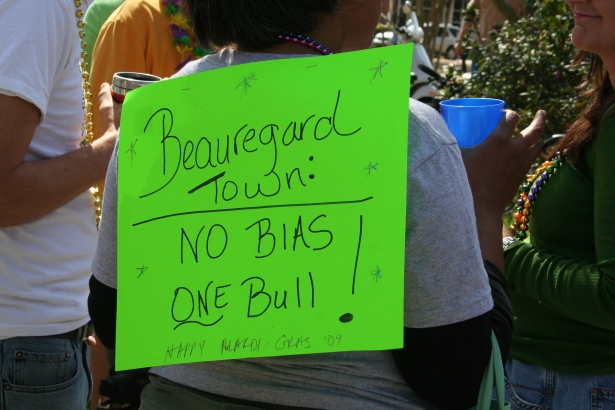 Beauregard
Town:
NO BIAS
ONE Bull!
HAPPY MARDI-GRAS '09